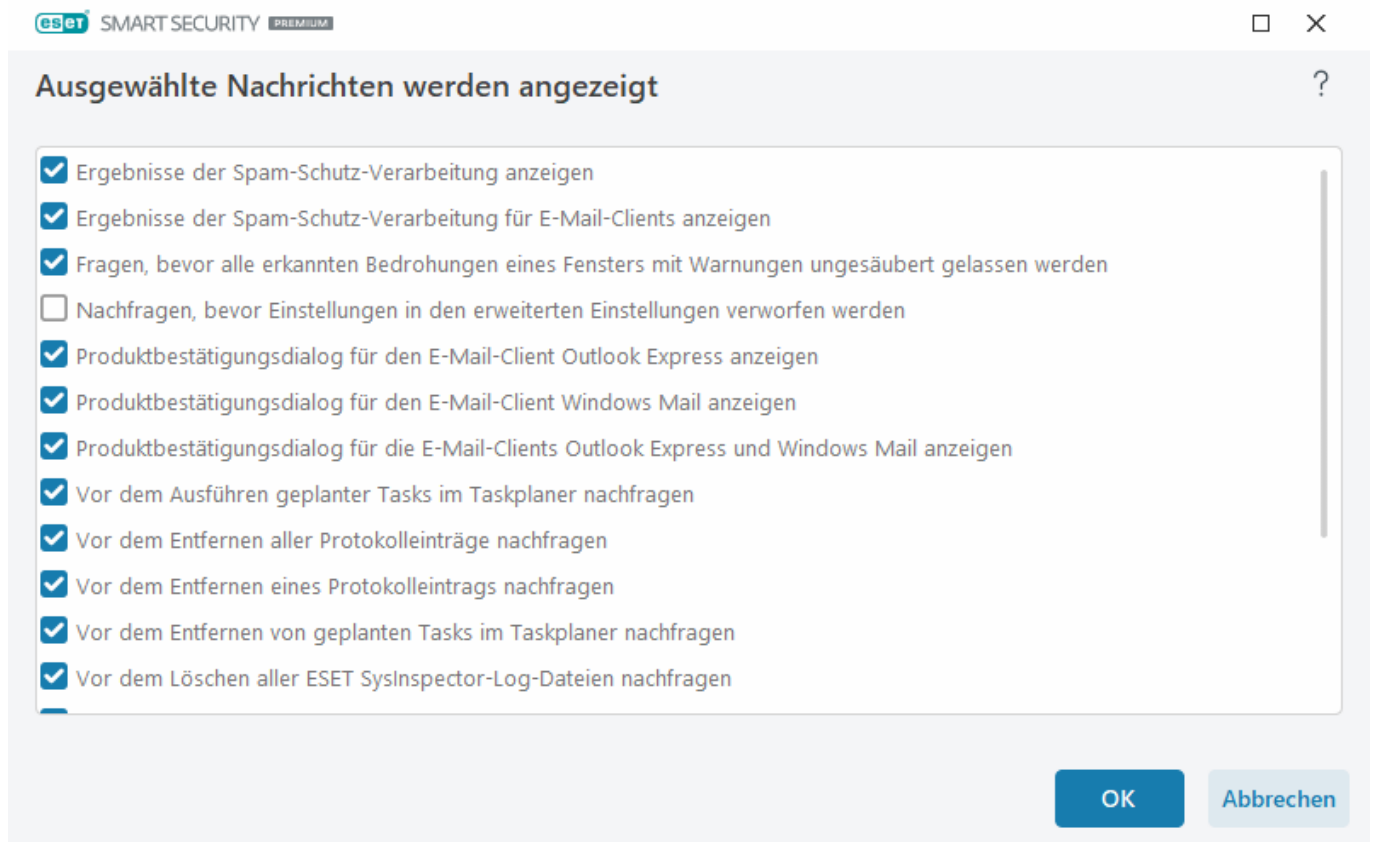 eset SMART SECURITY PREMIUM
Ausgewählte Nachrichten werden angezeigt
?
Ergebnisse der Spam-Schutz-Verarbeitung anzeigen
Ergebnisse der Spam-Schutz-Verarbeitung für E-Mail-Clients anzeigen
Fragen, bevor alle erkannten Bedrohungen eines Fensters mit Warnungen ungesäubert gelassen werden
Nachfragen, bevor Einstellungen in den erweiterten Einstellungen verworfen werden
Produktbestätigungsdialog für den E-Mail-Client Outlook Express anzeigen
Produktbestätigungsdialog für den E-Mail-Client Windows Mail anzeigen
Produktbestätigungsdialog für die E-Mail-Clients Outlook Express und Windows Mail anzeigen
Vor dem Ausführen geplanter Tasks im Taskplaner nachfragen
Vor dem Entfernen aller Protokolleinträge nachfragen
Vor dem Entfernen eines Protokolleintrags nachfragen
Vor dem Entfernen von geplanten Tasks im Taskplaner nachfragen
Vor dem Löschen aller ESET SysInspector-Log-Dateien nachfragen
OK
Abbrechen